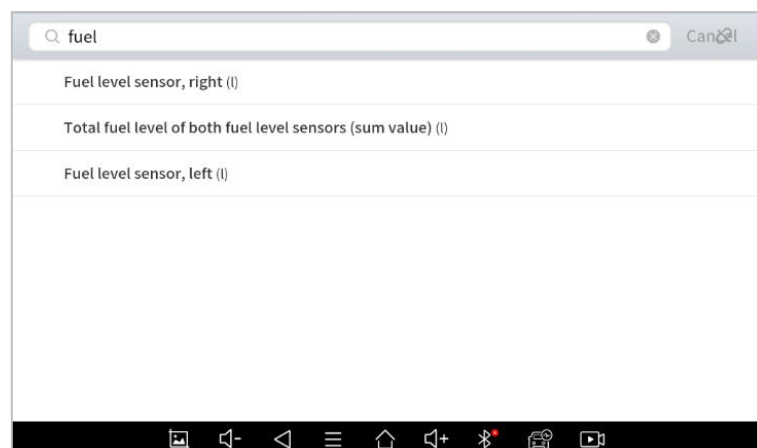 fuel
Cancel
Fuel level sensor, right (l)
Total fuel level of both fuel level sensors (sum value) (l)
Fuel level sensor, left (l)